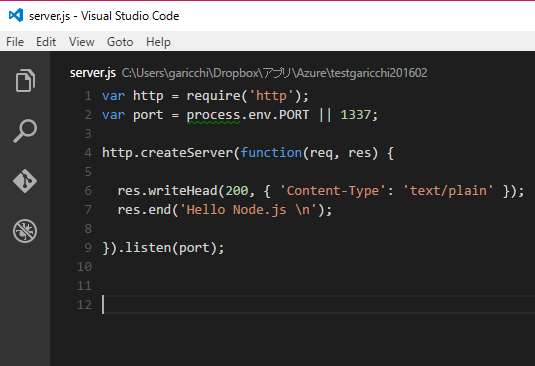 server.js - Visual Studio Code
File Edit View Goto Help
server.js C:\Users\garicchi\Dropbox\アプリ\Azure\testgaricchi201602
1 var http = require('http');
2 var port = process.env.PORT || 1337;
3
4 http.createServer(function(req, res) {
5
6 res.writeHead(200, { 'Content-Type': 'text/plain' });
7 res.end('Hello Node.js \n');
8
9 }).listen(port);
10
11
12